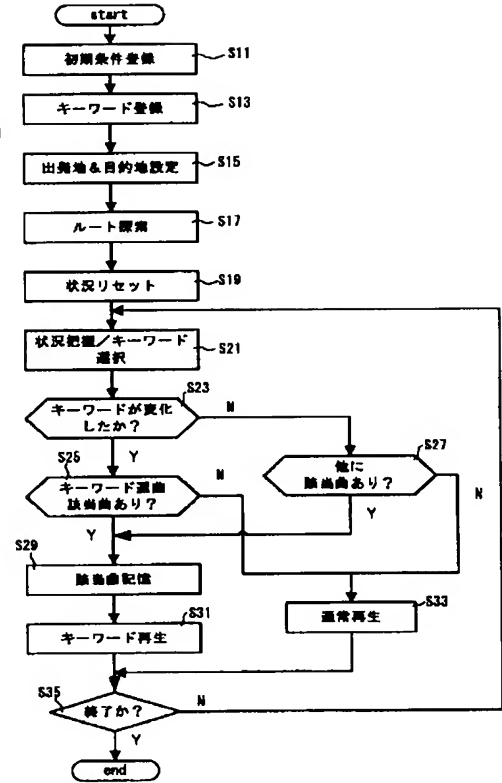 start
初期条件登録
S11
キーワード登録
S13
出発地&目的地設定
S15
ルート探索
S17
状況リセット
S19
状況把握/キーワード
選択
S21
キーワードが変化
したか?
S23
N
Y
S25
キーワード選曲
該当曲あり?
N
Y
他に
該当曲あり?
S27
N
Y
S29
該当曲記憶
S31
キーワード再生
S33
通常再生
S35
終了か?
N
Y
end